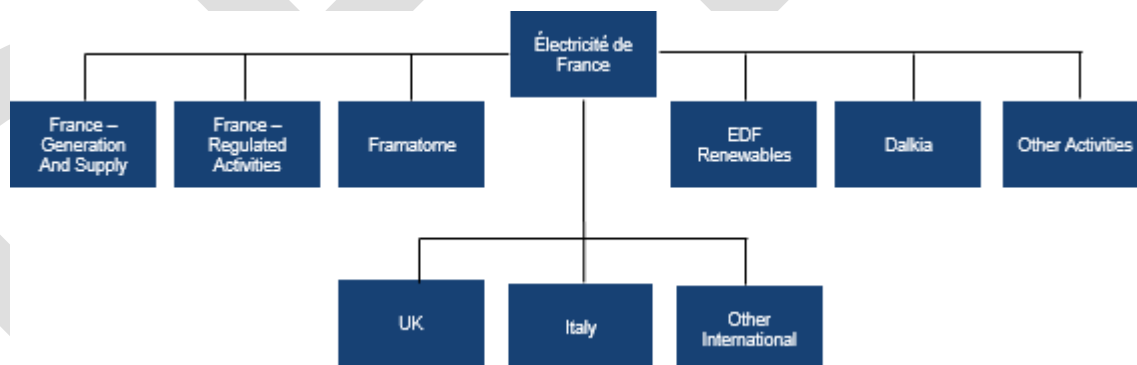 Électricité de
France
France –
Generation
And Supply
France –
Regulated
Activities
Framatome
EDF
Renewables
Dalkia
Other Activities
UK
Italy
Other
International